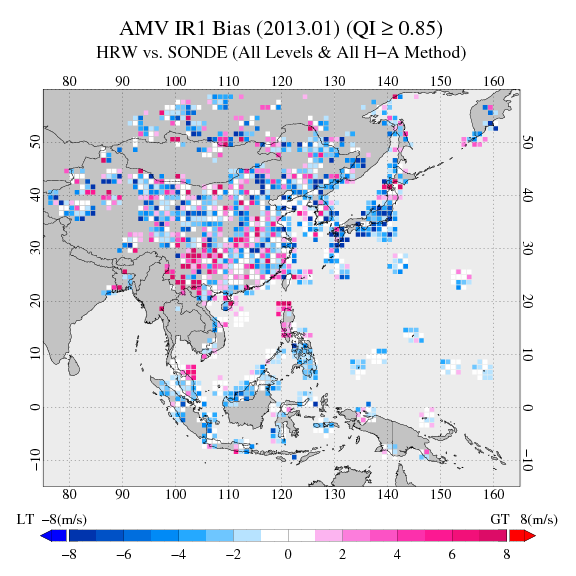 AMV IR1 Bias (2013.01) (QI ≥ 0.85)
HRW vs. SONDE (All Levels & All H−A Method)
80 90 100 110 120 130 140 150 160
50 50
40 40
30 30
20 20
10 10
0 0
−10 −10
80 90 100 110 120 130 140 150 160
LT −8(m/s) GT 8(m/s)
−8 −6 −4 −2 0 2 4 6 8